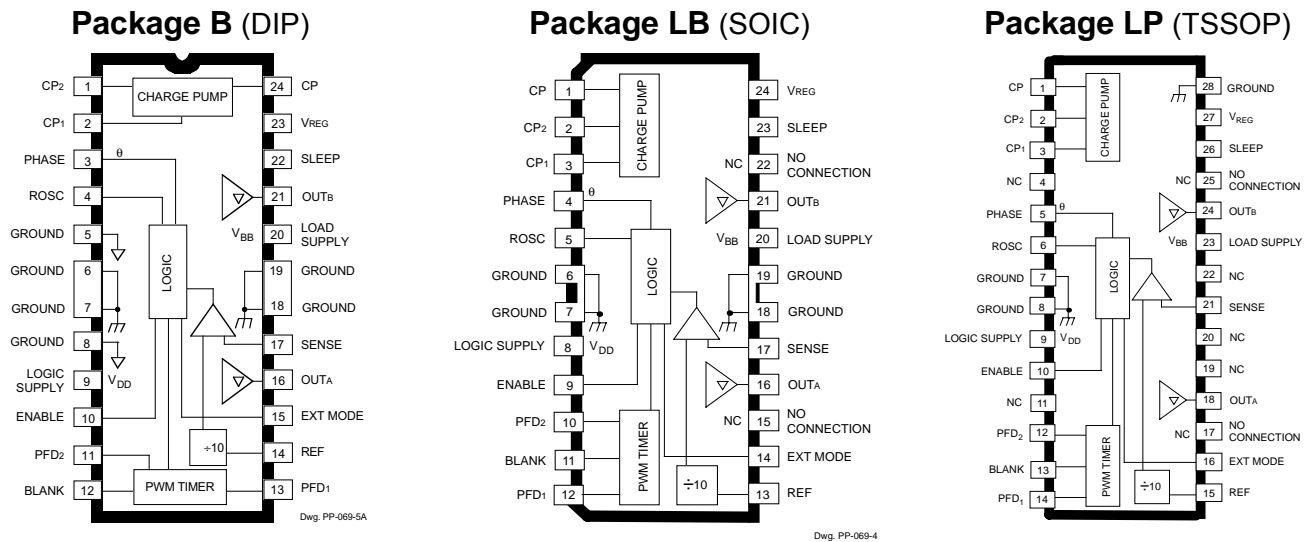 Package B (DIP)
CP2 1
CP1 2
PHASE 3 θ
ROSC 4
GROUND 5
GROUND 6
GROUND 7
GROUND 8
LOGIC SUPPLY 9 VDD
ENABLE 10
PFD2 11
BLANK 12
CHARGE PUMP
LOGIC
÷10
PWM TIMER
24 CP
23 VREG
22 SLEEP
21 OUTB
VBB 20 LOAD SUPPLY
19 GROUND
18 GROUND
17 SENSE
16 OUTA
15 EXT MODE
14 REF
13 PFD1
Dwg. PP-069-5A
Package LB (SOIC)
CP 1
CP2 2
CP1 3
PHASE 4 θ
ROSC 5
GROUND 6
GROUND 7
LOGIC SUPPLY 8 VDD
ENABLE 9
PFD2 10
BLANK 11
PFD1 12
CHARGE PUMP
LOGIC
PWM TIMER
÷10
24 VREG
23 SLEEP
NC 22 NO CONNECTION
21 OUTB
VBB 20 LOAD SUPPLY
19 GROUND
18 GROUND
17 SENSE
16 OUTA
NC 15 NO CONNECTION
14 EXT MODE
13 REF
Dwg. PP-069-4
Package LP (TSSOP)
CP 1
CP2 2
CP1 3
NC 4
PHASE 5 θ
ROSC 6
GROUND 7
GROUND 8
LOGIC SUPPLY 9 VDD
ENABLE 10
NC 11
PFD2 12
BLANK 13
PFD1 14
CHARGE PUMP
LOGIC
PWM TIMER
÷10
28 GROUND
27 VREG
26 SLEEP
NC 25 NO CONNECTION
24 OUTB
VBB 23 LOAD SUPPLY
22 NC
21 SENSE
20 NC
19 NC
18 OUTA
NC 17 NO CONNECTION
16 EXT MODE
15 REF